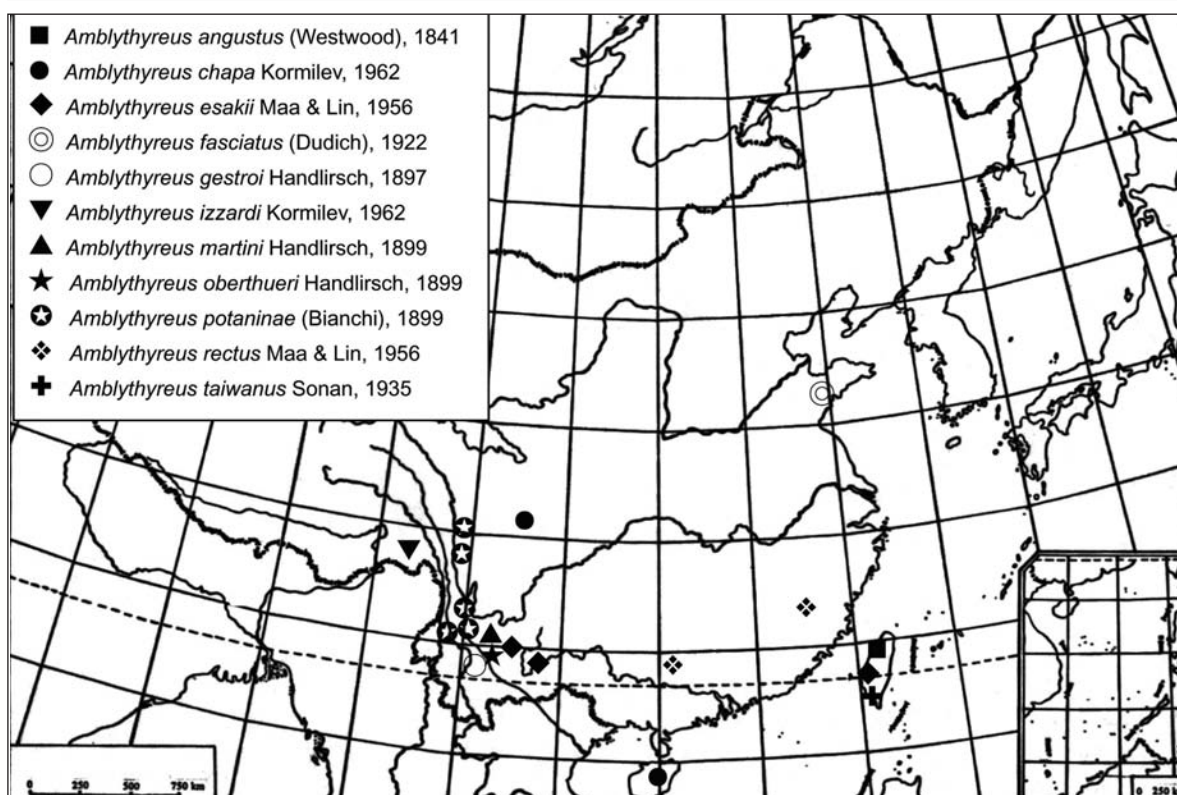 Amblythyreus angustus (Westwood), 1841
Amblythyreus chapa Kormilev, 1962
Amblythyreus esakii Maa & Lin, 1956
Amblythyreus fasciatus (Dudich), 1922
Amblythyreus gestroi Handlirsch, 1897
Amblythyreus izzardi Kormilev, 1962
Amblythyreus martini Handlirsch, 1899
Amblythyreus oberthueri Handlirsch, 1899
Amblythyreus potaninae (Bianchi), 1899
Amblythyreus rectus Maa & Lin, 1956
Amblythyreus taiwanus Sonan, 1935
0 250 500 750 km
0 250